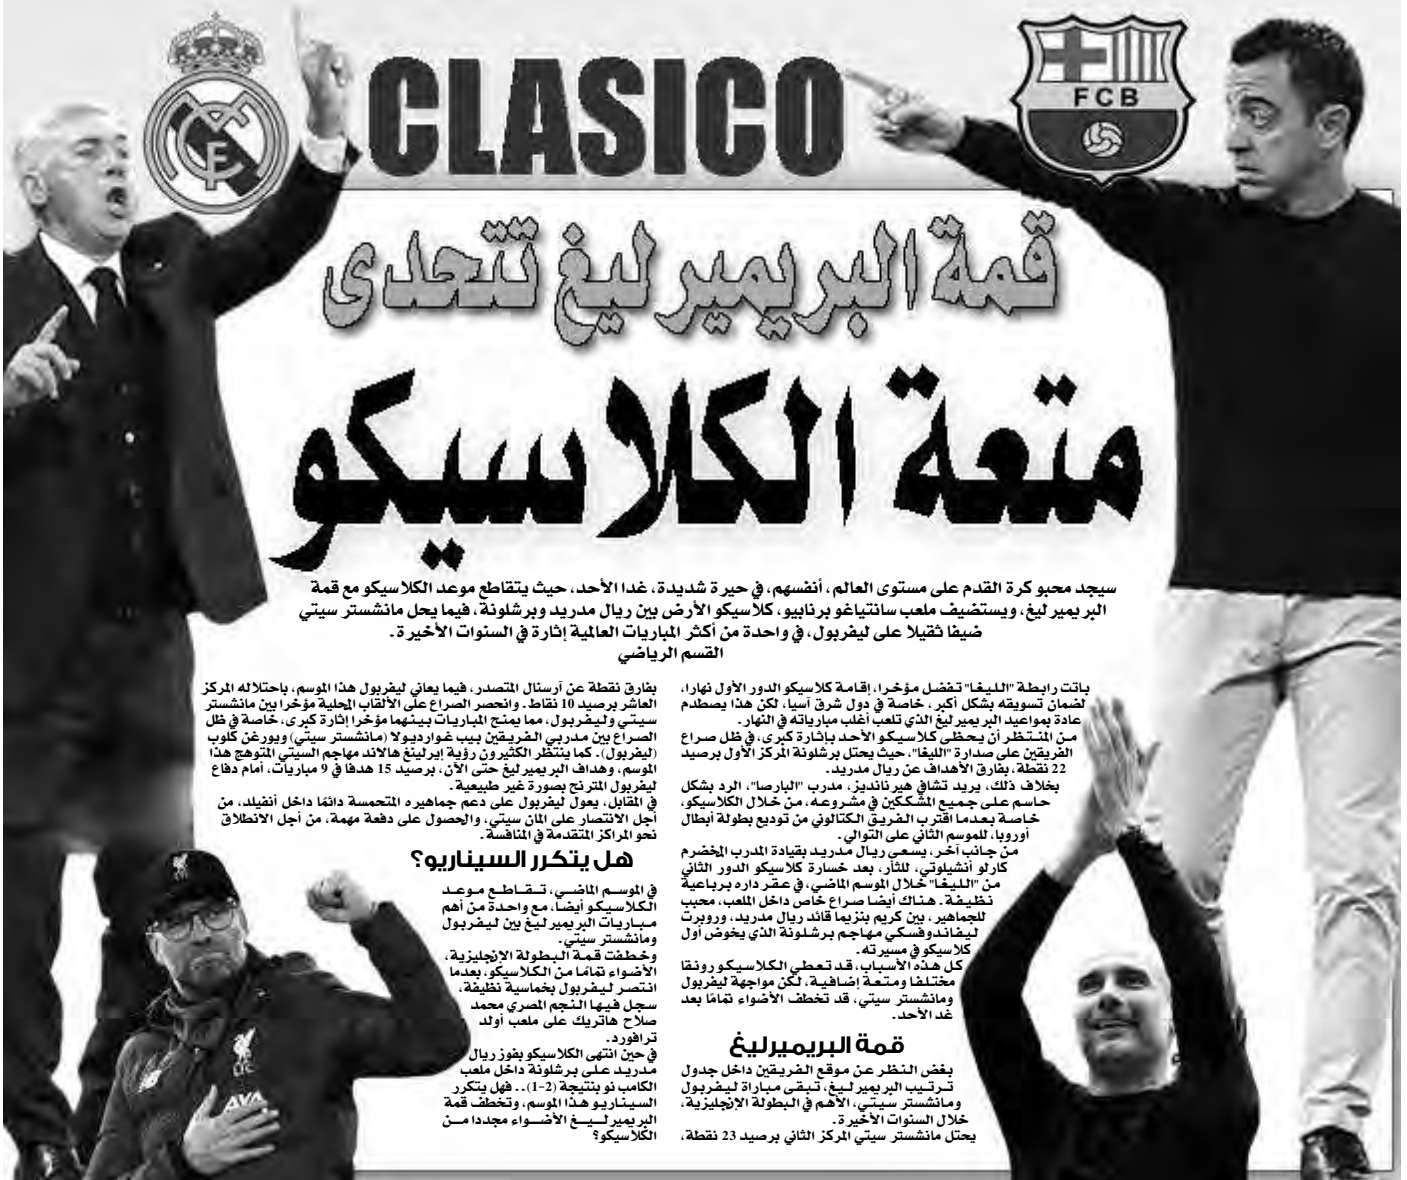 CLASICO
FCB
قمة البريميرليغ تتحدى
متعة الكلاسيكو
سيجد محبو كرة القدم على مستوى العالم، أنفسهم، في حيرة شديدة، غدا الأحد، حيث يتقاطع موعد الكلاسيكو مع قمة
البريميرليغ، ويستضيف ملعب سانتياغو برنابيو، كلاسيكو الأرض بين ريال مدريد وبرشلونة، فيما يحل مانشستر سيتي
ضيفا ثقيلا على ليفربول، في واحدة من أكثر المباريات العالمية إثارة في السنوات الأخيرة.
القسم الرياضي
باتت رابطة "الليغا" تفضل مؤخرا، إقامة كلاسيكو الدور الأول نهارا،
لضمان تسويقه بشكل أكبر، خاصة في دول شرق آسيا، لكن هذا يصطدم
عادة بمواعيد البريميرليغ الذي تلعب أغلب مبارياته في النهار.
من المنتظر أن يحظى كلاسيكو الأحد بإثارة كبرى، في ظل صراع
الفريقين على صدارة "الليغا"، حيث يحتل برشلونة المركز الأول برصيد
22 نقطة، بفارق الأهداف عن ريال مدريد.
بخلاف ذلك، يريد تشافي هيرنانديز، مدرب "البارصا"، الرد بشكل
حاسم على جميع المشككين في مشروعه، من خلال الكلاسيكو،
خاصة بعدما اقترب الفريق الكتالوني من توديع بطولة أبطال
أوروبا، للموسم الثاني على التوالي.
من جانب آخر، يسعى ريال مدريد بقيادة المدرب المخضرم
كارلو أنشيلوتي، للثأر، بعد خسارة كلاسيكو الدور الثاني
من "الليغا" خلال الموسم الماضي، في عقر داره برباعية
نظيفة. هناك أيضا صراع خاص داخل الملعب، محبب
للجماهير، بين كريم بنزيما قائد ريال مدريد، وروبرت
ليفاندوفسكي مهاجم برشلونة الذي يخوض أول
كلاسيكو في مسيرته.
كل هذه الأسباب، قد تعطي الكلاسيكو رونقا
مختلفا ومتعة إضافية، لكن مواجهة ليفربول
ومانشستر سيتي، قد تخطف الأضواء تمامًا بعد
غد الأحد.
قمة البريميرليغ
بغض النظر عن موقع الفريقين داخل جدول
ترتيب البريميرليغ، تبقى مباراة ليفربول
ومانشستر سيتي، الأهم في البطولة الإنجليزية،
خلال السنوات الأخيرة.
يحتل مانشستر سيتي المركز الثاني برصيد 23 نقطة،
بفارق نقطة عن آرسنال المتصدر، فيما يعاني ليفربول هذا الموسم، باحتلاله المركز
العاشر برصيد 10 نقاط. وانحصر الصراع على الألقاب المحلية مؤخرا بين مانشستر
سيتي وليفربول، مما يمنح المباريات بينهما مؤخرا إثارة كبرى، خاصة في ظل
الصراع بين مدربي الفريقين بيب غوارديولا (مانشستر سيتي) ويورغن كلوب
(ليفربول). كما ينتظر الكثيرون رؤية إيرلينغ هالاند مهاجم السيتي المتوهج هذا
الموسم، وهداف البريميرليغ حتى الآن، برصيد 15 هدفا في 9 مباريات، أمام دفاع
ليفربول المترنح بصورة غير طبيعية.
في المقابل، يعول ليفربول على دعم جماهيره المتحمسة دائمًا داخل أنفيلد، من
أجل الانتصار على المان سيتي، والحصول على دفعة مهمة، من أجل الانطلاق
نحو المراكز المتقدمة في المنافسة.
هل يتكرر السيناريو؟
في الموسم الماضي، تقاطع موعد
الكلاسيكو أيضا، مع واحدة من أهم
مباريات البريميرليغ بين ليفربول
ومانشستر سيتي.
وخطفت قمة البطولة الإنجليزية،
الأضواء تمامًا من الكلاسيكو، بعدما
انتصر ليفربول بخماسية نظيفة،
سجل فيها النجم المصري محمد
صلاح هاتريك على ملعب أولد
ترافورد.
في حين انتهى الكلاسيكو بفوز ريال
مدريد على برشلونة داخل ملعب
الكامب نو بنتيجة (2-1).. فهل يتكرر
السيناريو هذا الموسم، وتخطف قمة
البريميرليغ الأضواء مجددا من
الكلاسيكو؟
L.F.C.
AVA